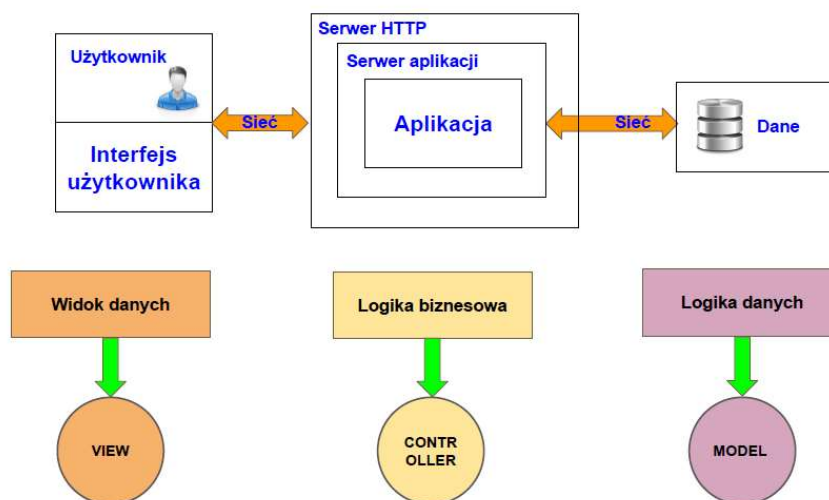 Serwer HTTP
Użytkownik
Serwer aplikacji
Sieć
Aplikacja
Sieć
Dane
Interfejs
użytkownika
Widok danych
Logika biznesowa
Logika danych
VIEW
CONTR
OLLER
MODEL